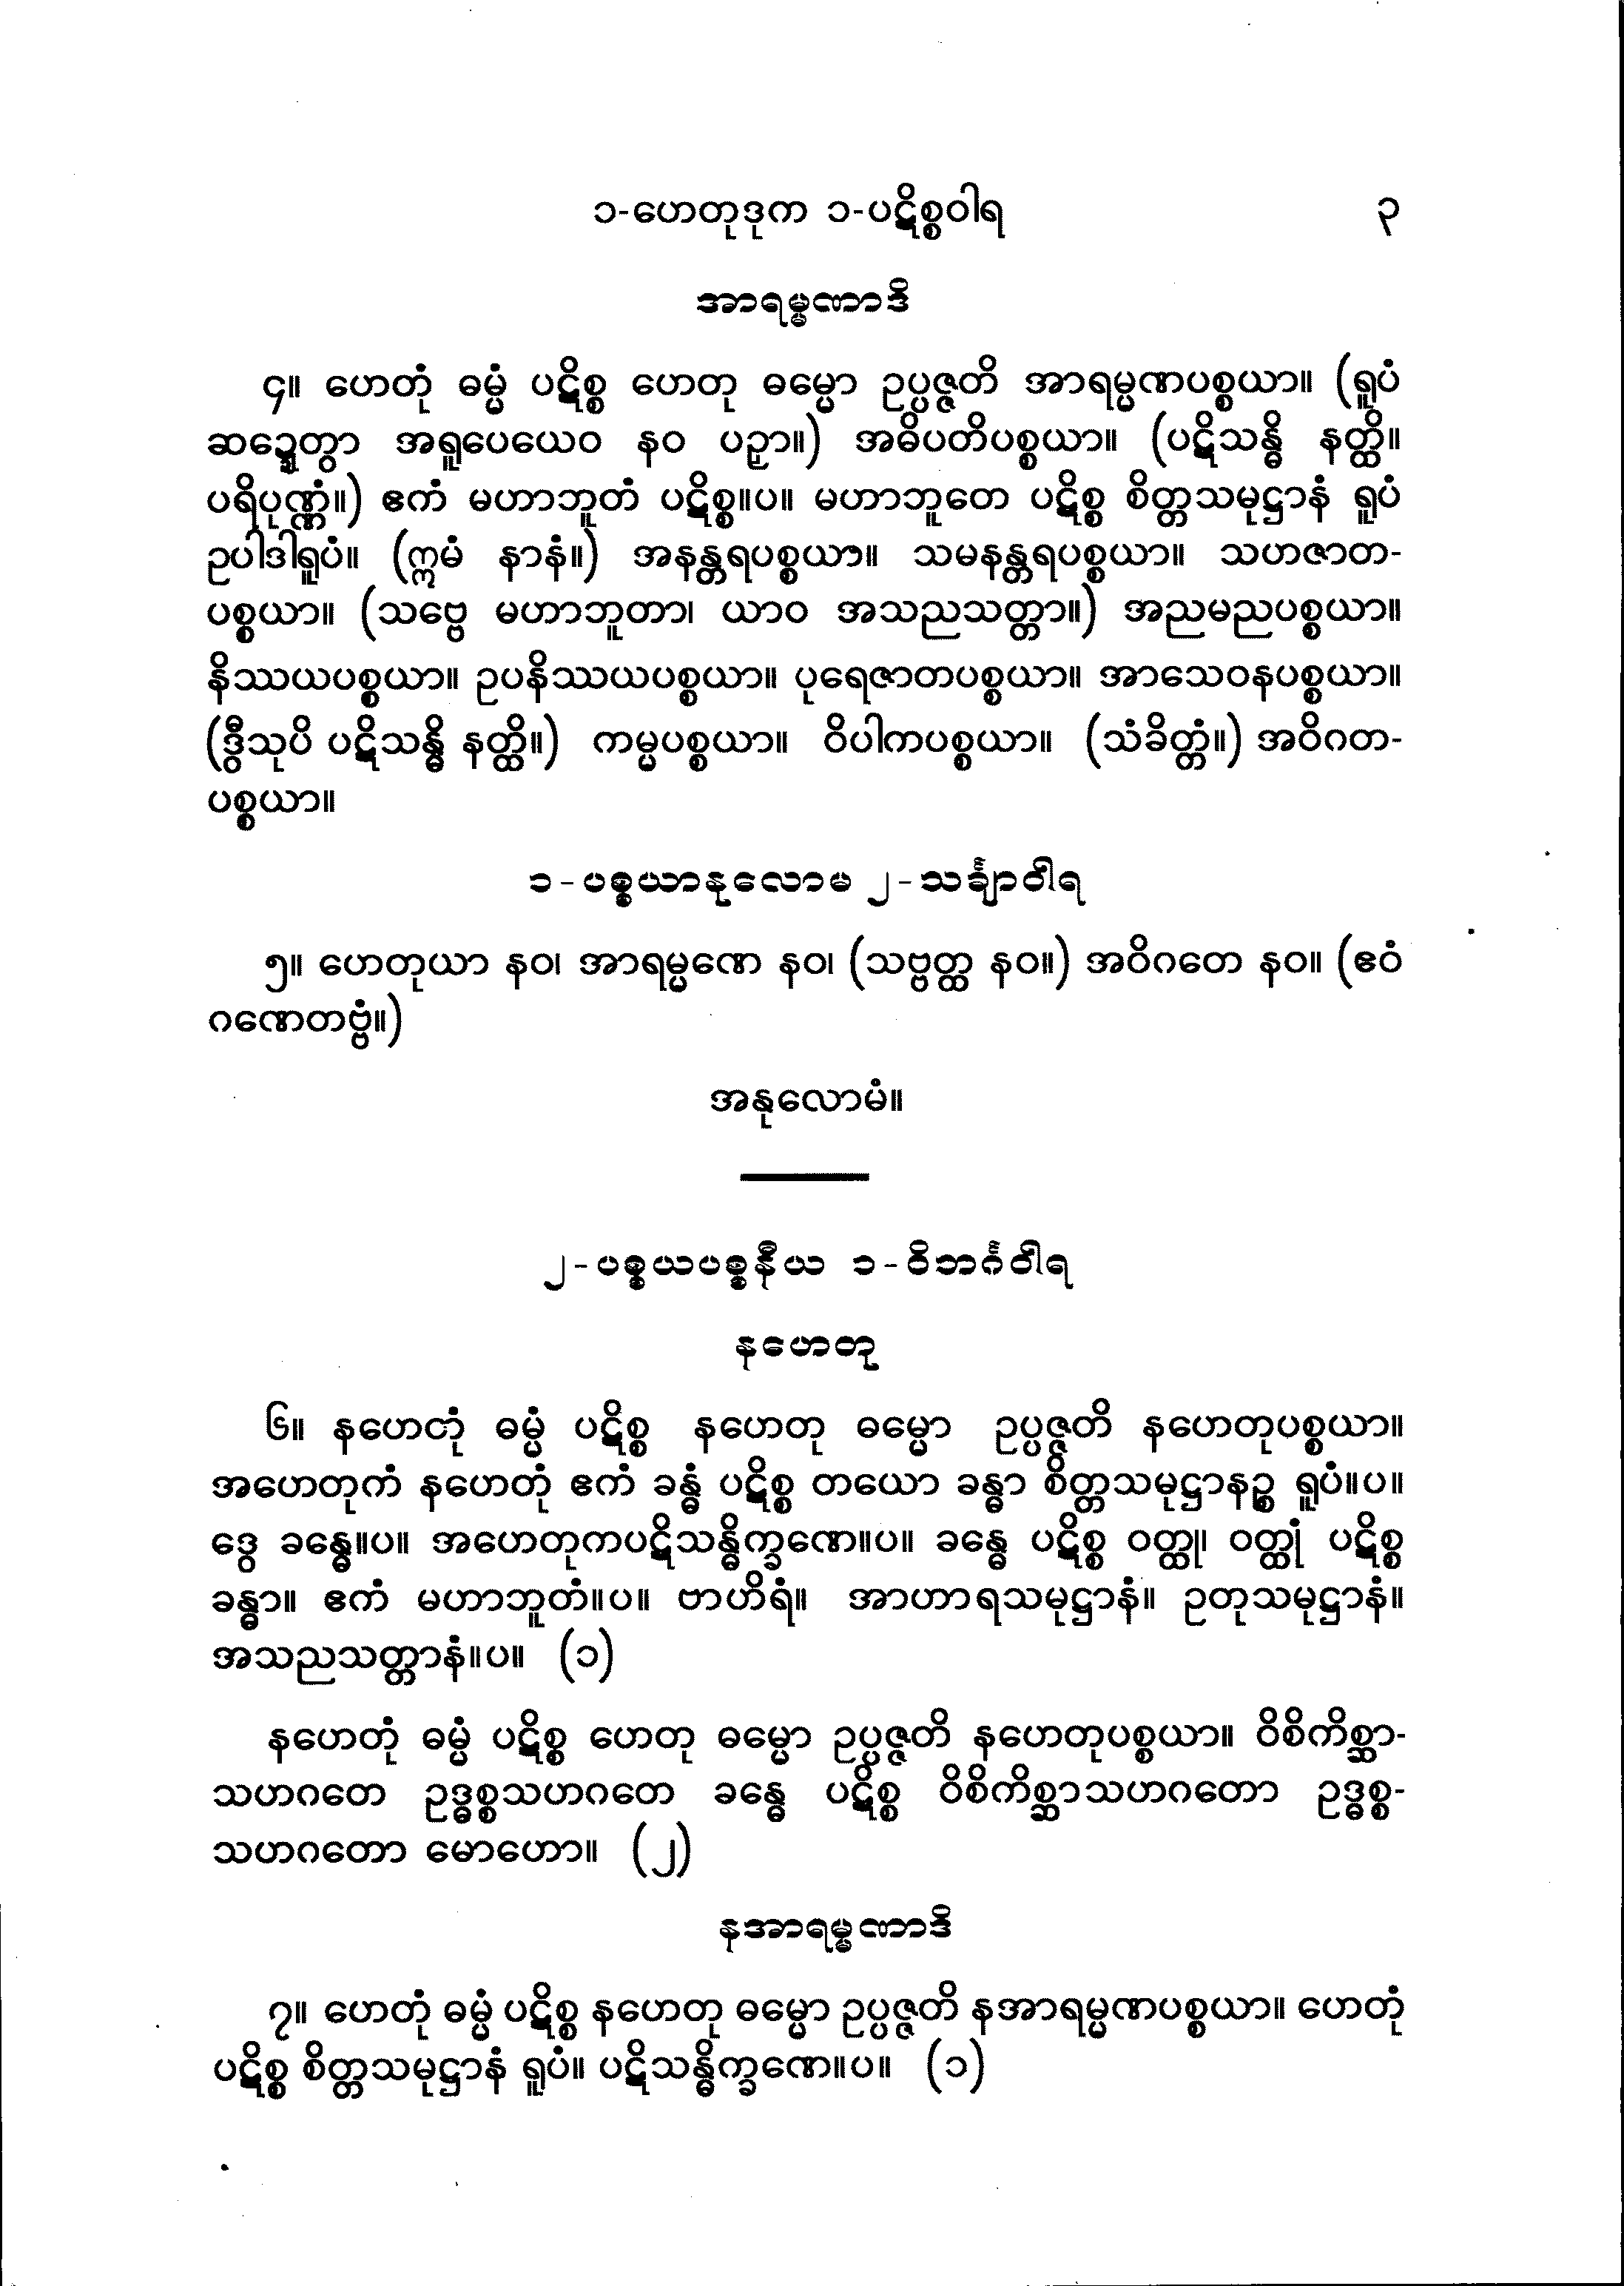 ၁-ဟေတုဒုက ၁-ပဋိစ္စဝါရ ၃
အာရမ္မဏာဒိ
၄။ ဟေတုံ ဓမ္မံ ပဋိစ္စ ဟေတု ဓမ္မော ဥပ္ပဇ္ဇတိ အာရမ္မဏပစ္စယာ။ (ရူပံ
ဆဍ္ဍေတွာ အရူပေယေဝ နဝ ပဉှာ။) အဓိပတိပစ္စယာ။ (ပဋိသန္ဓိ နတ္ထိ။
ပရိပုဏ္ဏံ။) ဧကံ မဟာဘူတံ ပဋိစ္စ။ပ။ မဟာဘူတေ ပဋိစ္စ စိတ္တသမုဋ္ဌာနံ ရူပံ
ဥပါဒါရူပံ။ (ဣမံ နာနံ။) အနန္တရပစ္စယာ။ သမနန္တရပစ္စယာ။ သဟဇာတ-
ပစ္စယာ။ (သဗ္ဗေ မဟာဘူတာ၊ ယာဝ အသညသတ္တာ။) အညမညပစ္စယာ။
နိဿယပစ္စယာ။ ဥပနိဿယပစ္စယာ။ ပုရေဇာတပစ္စယာ။ အာသေဝနပစ္စယာ။
(ဒွီသုပိ ပဋိသန္ဓိ နတ္ထိ။) ကမ္မပစ္စယာ။ ဝိပါကပစ္စယာ။ (သံခိတ္တံ။) အဝိဂတ-
ပစ္စယာ။
၁-ပစ္စယာနုလောမ ၂-သင်္ချာဝါရ
၅။ ဟေတုယာ နဝ၊ အာရမ္မဏေ နဝ၊ (သဗ္ဗတ္ထ နဝ။) အဝိဂတေ နဝ။ (ဧဝံ
ဂဏေတဗ္ဗံ။)
အနုလောမံ။
၂-ပစ္စယပစ္စနီယ ၁-ဝိဘင်္ဂဝါရ
နဟေတု
၆။ နဟေတုံ ဓမ္မံ ပဋိစ္စ နဟေတု ဓမ္မော ဥပ္ပဇ္ဇတိ နဟေတုပစ္စယာ။
အဟေတုကံ နဟေတုံ ဧကံ ခန္ဓံ ပဋိစ္စ တယော ခန္ဓာ စိတ္တသမုဋ္ဌာနဉ္စ ရူပံ။ပ။
ဒွေ ခန္ဓေ။ပ။ အဟေတုကပဋိသန္ဓိက္ခဏေ။ပ။ ခန္ဓေ ပဋိစ္စ ဝတ္ထု၊ ဝတ္ထုံ ပဋိစ္စ
ခန္ဓာ။ ဧကံ မဟာဘူတံ။ပ။ ဗာဟိရံ။ အာဟာရသမုဋ္ဌာနံ။ ဥတုသမုဋ္ဌာနံ။
အသညသတ္တာနံ။ပ။ (၁)
နဟေတုံ ဓမ္မံ ပဋိစ္စ ဟေတု ဓမ္မော ဥပ္ပဇ္ဇတိ နဟေတုပစ္စယာ။ ဝိစိကိစ္ဆာ-
သဟဂတေ ဥဒ္ဓစ္စသဟဂတေ ခန္ဓေ ပဋိစ္စ ဝိစိကိစ္ဆာသဟဂတော ဥဒ္ဓစ္စ-
သဟဂတော မောဟော။ (၂)
နအာရမ္မဏာဒိ
၇။ ဟေတုံ ဓမ္မံ ပဋိစ္စ နဟေတု ဓမ္မော ဥပ္ပဇ္ဇတိ နအာရမ္မဏပစ္စယာ။ ဟေတုံ
ပဋိစ္စ စိတ္တသမုဋ္ဌာနံ ရူပံ။ ပဋိသန္ဓိက္ခဏေ။ပ။ (၁)